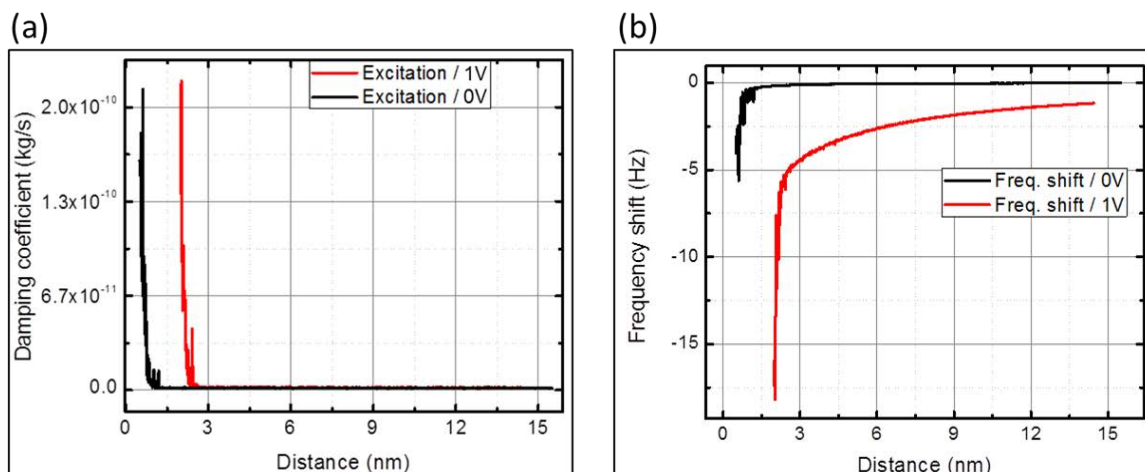 (a)
Excitation / 1V
Excitation / 0V
Damping coefficient (kg/s)
2.0x10⁻¹⁰
1.3x10⁻¹⁰
6.7x10⁻¹¹
0.0
0 3 6 9 12 15
Distance (nm)
(b)
Freq. shift / 0V
Freq. shift / 1V
Frequency shift (Hz)
0
-5
-10
-15
0 3 6 9 12 15
Distance (nm)